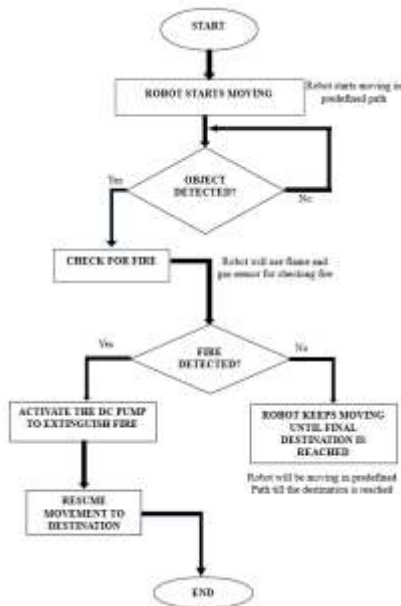 START
ROBOT STARTS MOVING
Robot starts moving in
predefined path
Yes
OBJECT
DETECTED?
No
CHECK FOR FIRE
Robot will use flame and
gas sensor for checking fire
Yes
FIRE
DETECTED?
No
ACTIVATE THE DC PUMP
TO EXTINGUISH FIRE
ROBOT KEEPS MOVING
UNTIL FINAL
DESTINATION IS
REACHED
Robot will be moving in predefined
Path till the destination is reached
RESUME
MOVEMENT TO
DESTINATION
END